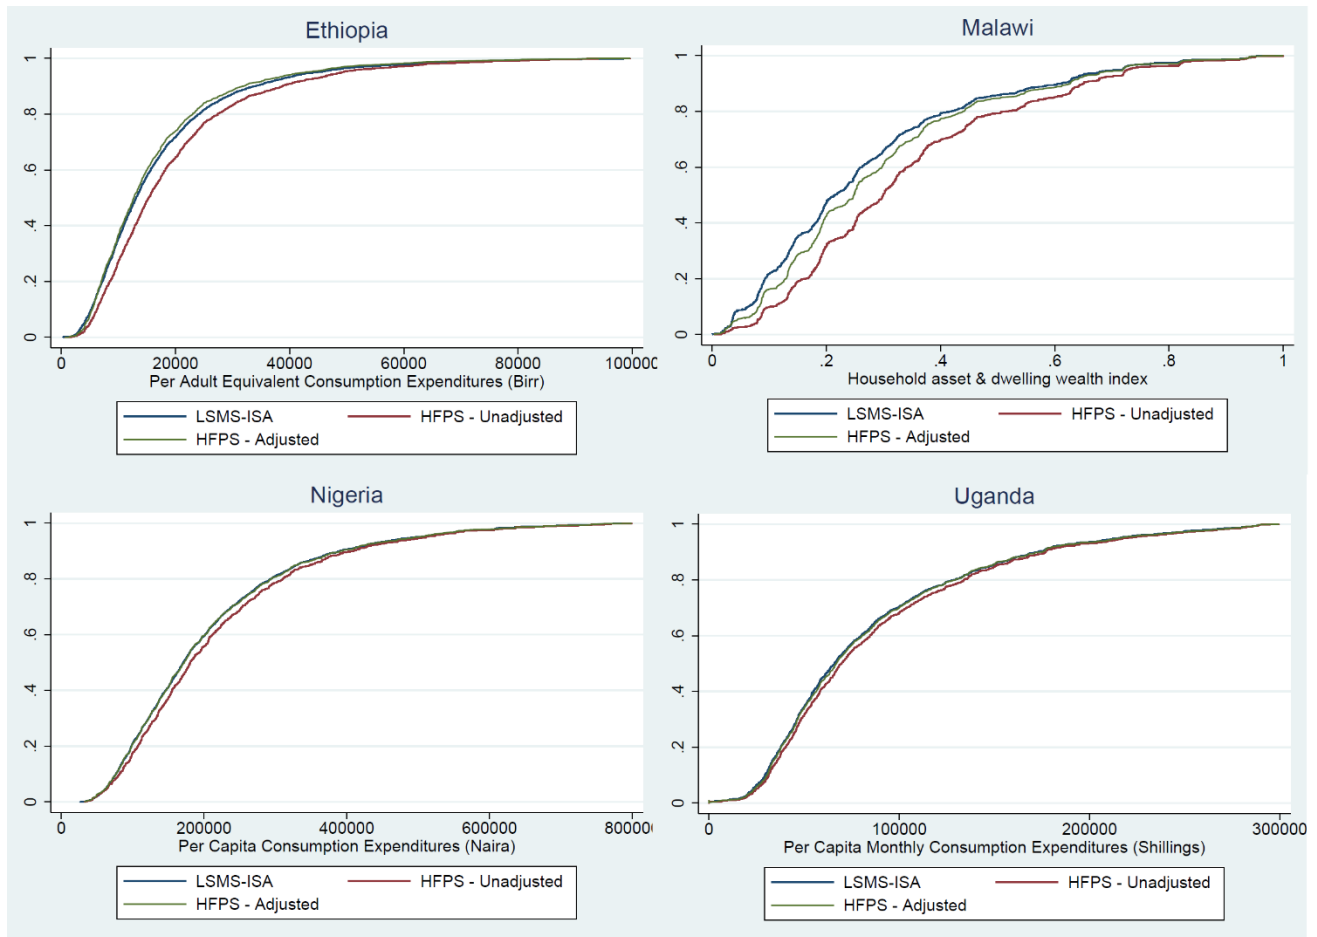 Ethiopia
1
.8
.6
.4
.2
0
0 20000 40000 60000 80000 100000
Per Adult Equivalent Consumption Expenditures (Birr)
LSMS-ISA HFPS - Unadjusted
HFPS - Adjusted
Malawi
1
.8
.6
.4
.2
0
0 .2 .4 .6 .8 1
Household asset & dwelling wealth index
LSMS-ISA HFPS - Unadjusted
HFPS - Adjusted
Nigeria
1
.8
.6
.4
.2
0
0 200000 400000 600000 80000
Per Capita Consumption Expenditures (Naira)
LSMS-ISA HFPS - Unadjusted
HFPS - Adjusted
Uganda
1
.8
.6
.4
.2
0
0 100000 200000 300000
Per Capita Monthly Consumption Expenditures (Shillings)
LSMS-ISA HFPS - Unadjusted
HFPS - Adjusted